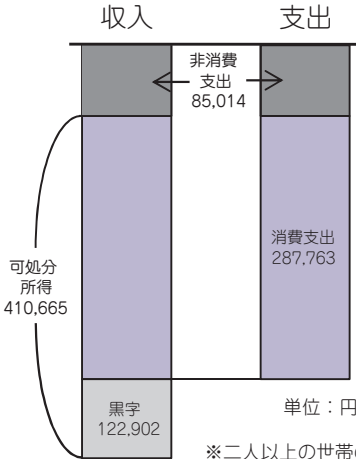 収入
支出
非消費
支出
85,014
消費支出
287,763
可処分
所得
410,665
黒字
122,902
単位：円
※二人以上の世帯